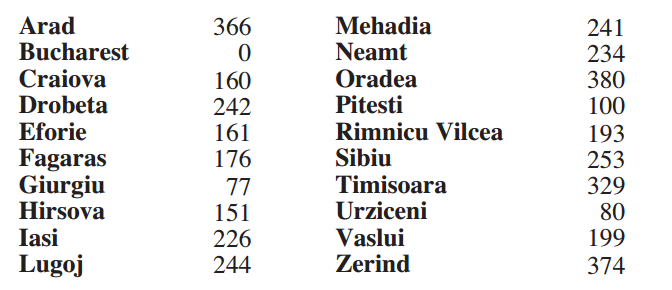 Arad 366 Mehadia 241
Bucharest 0 Neamt 234
Craiova 160 Oradea 380
Drobeta 242 Pitesti 100
Eforie 161 Rimnicu Vilcea 193
Fagaras 176 Sibiu 253
Giurgiu 77 Timisoara 329
Hirsova 151 Urziceni 80
Iasi 226 Vaslui 199
Lugoj 244 Zerind 374